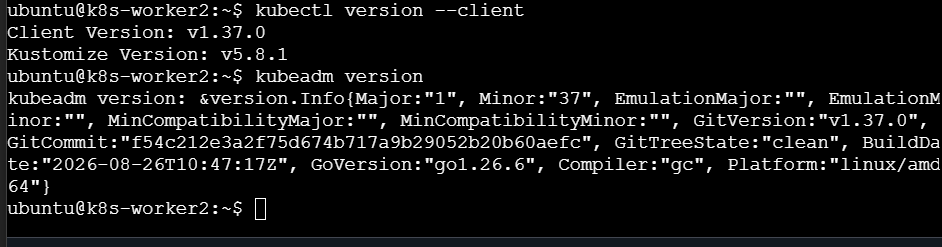 ubuntu@k8s-worker2:~$ kubectl version --client
Client Version: v1.37.0
Kustomize Version: v5.8.1
ubuntu@k8s-worker2:~$ kubeadm version
kubeadm version: &version.Info{Major:"1", Minor:"37", EmulationMajor:"", EmulationM
inor:"", MinCompatibilityMajor:"", MinCompatibilityMinor:"", GitVersion:"v1.37.0",
GitCommit:"f54c212e3a2f75d674b717a9b29052b20b60aefc", GitTreeState:"clean", BuildDa
te:"2026-08-26T10:47:17Z", GoVersion:"go1.26.6", Compiler:"gc", Platform:"linux/amd
64"}
ubuntu@k8s-worker2:~$